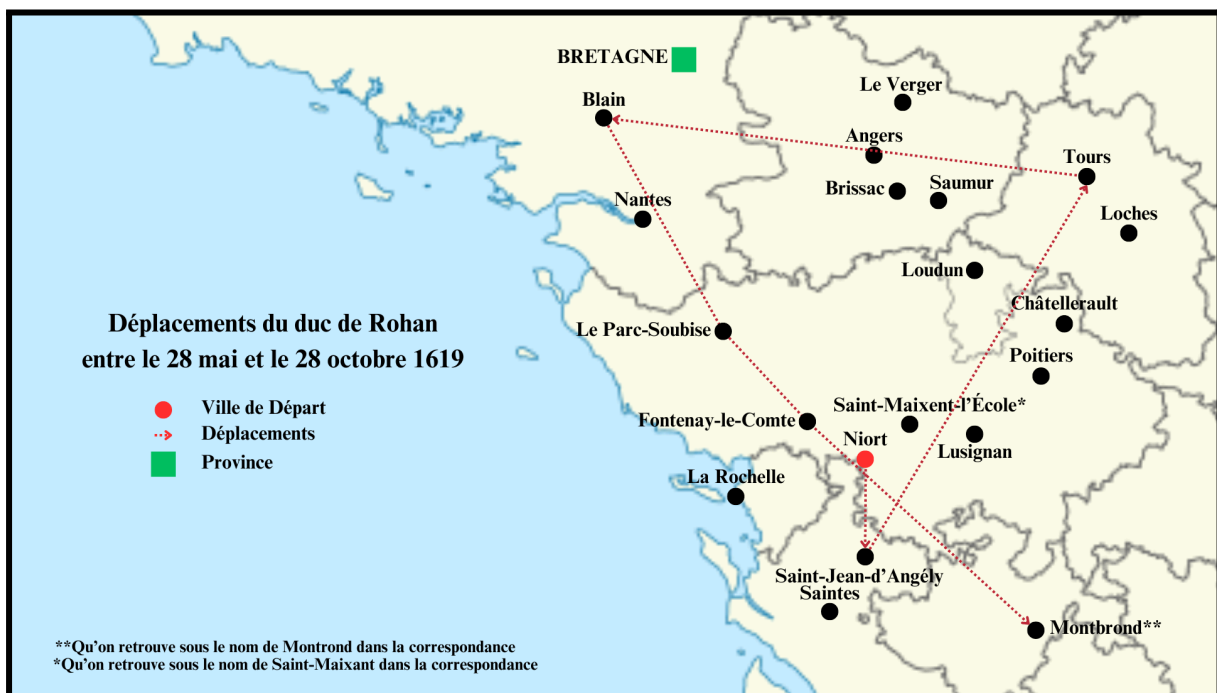 BRETAGNE
Le Verger
Blain
Angers
Tours
Brissac
Saumur
Nantes
Loches
Loudun
Châtellerault
Déplacements du duc de Rohan
entre le 28 mai et le 28 octobre 1619
Le Parc-Soubise
Poitiers
Ville de Départ
Déplacements
Province
Saint-Maixent-l'École*
Fontenay-le-Comte
Niort
Lusignan
La Rochelle
Saint-Jean-d'Angély
Saintes
Montbrond**
**Qu'on retrouve sous le nom de Montrond dans la correspondance
*Qu'on retrouve sous le nom de Saint-Maixant dans la correspondance